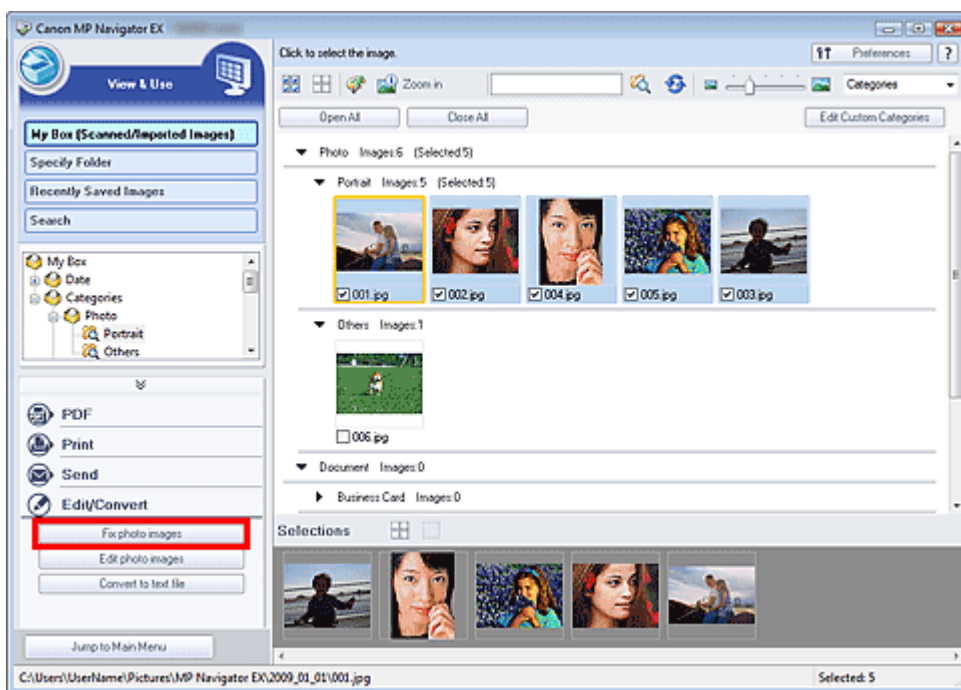 Canon MP Navigator EX
View & Use
My Box (Scanned/Imported Images)
Specify Folder
Recently Saved Images
Search
My Box
Date
Categories
Photo
Portrait
Others
PDF
Print
Send
Edit/Convert
Fix photo images
Edit photo images
Convert to text file
Jump to Main Menu
Click to select the image.
Preferences ?
Zoom in
Categories
Open All Close All Edit Custom Categories
Photo Images:6 (Selected:5)
Portrait Images:5 (Selected:5)
001.jpg 002.jpg 004.jpg 005.jpg 003.jpg
Others Images:1
006.jpg
Document Images:0
Business Card Images:0
Selections
C:\Users\UserName\Pictures\MP Navigator EX\2009_01_01\001.jpg
Selected: 5